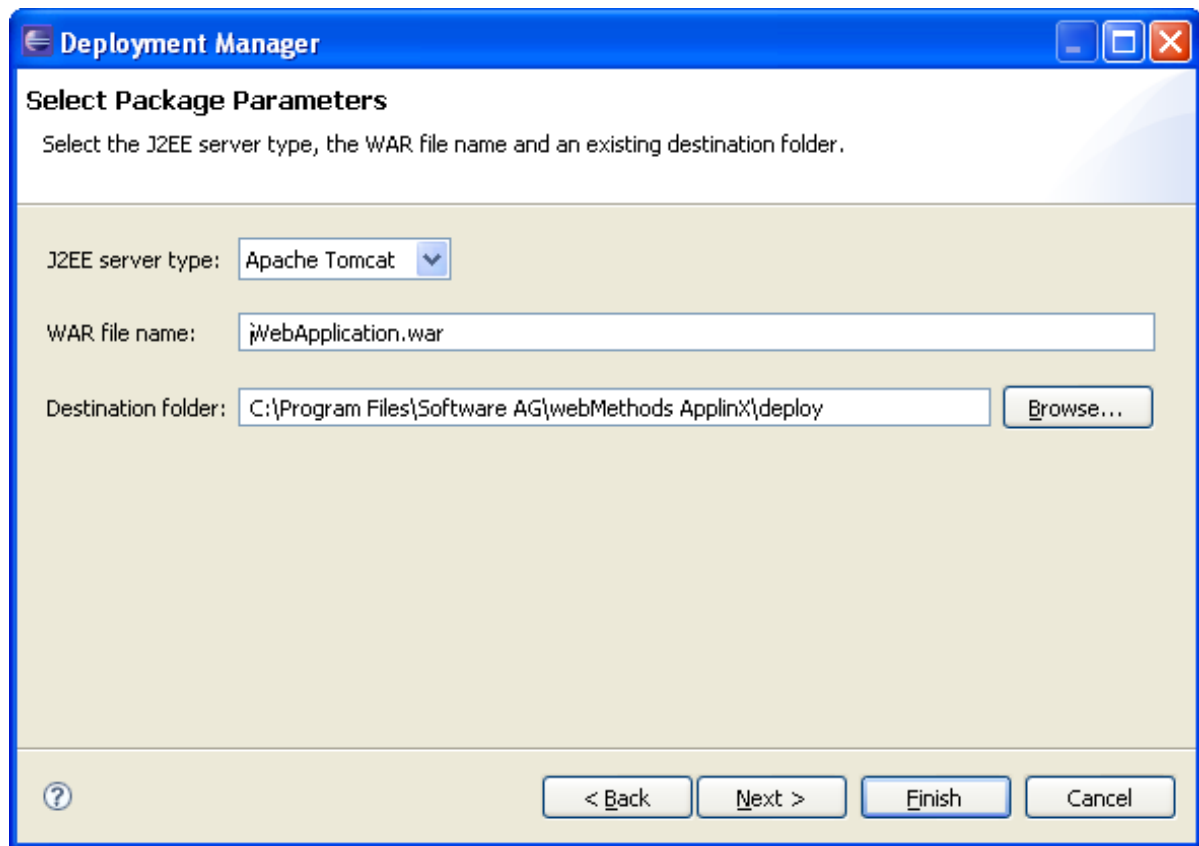 Deployment Manager
Select Package Parameters
Select the J2EE server type, the WAR file name and an existing destination folder.
J2EE server type: Apache Tomcat
WAR file name: jWebApplication.war
Destination folder: C:\Program Files\Software AG\webMethods ApplinX\deploy Browse...
? < Back Next > Finish Cancel